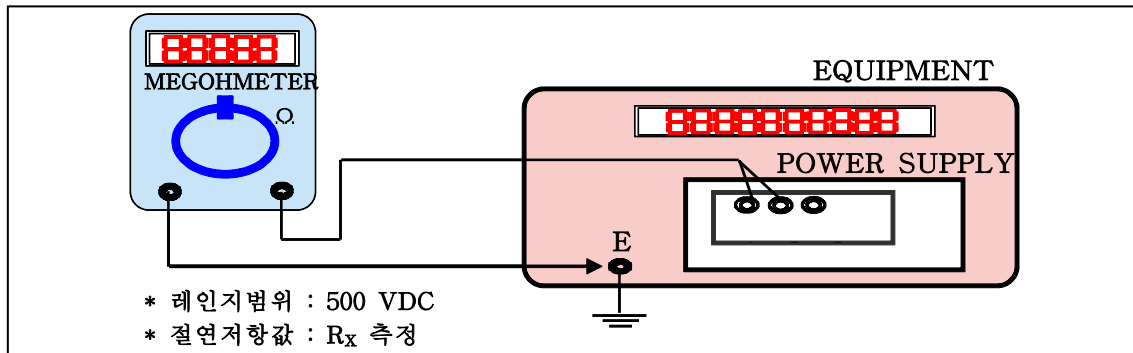 MEGOHMETER
Ω
EQUIPMENT
POWER SUPPLY
E
* 레인지범위 : 500 VDC
* 절연저항값 : RX 측정